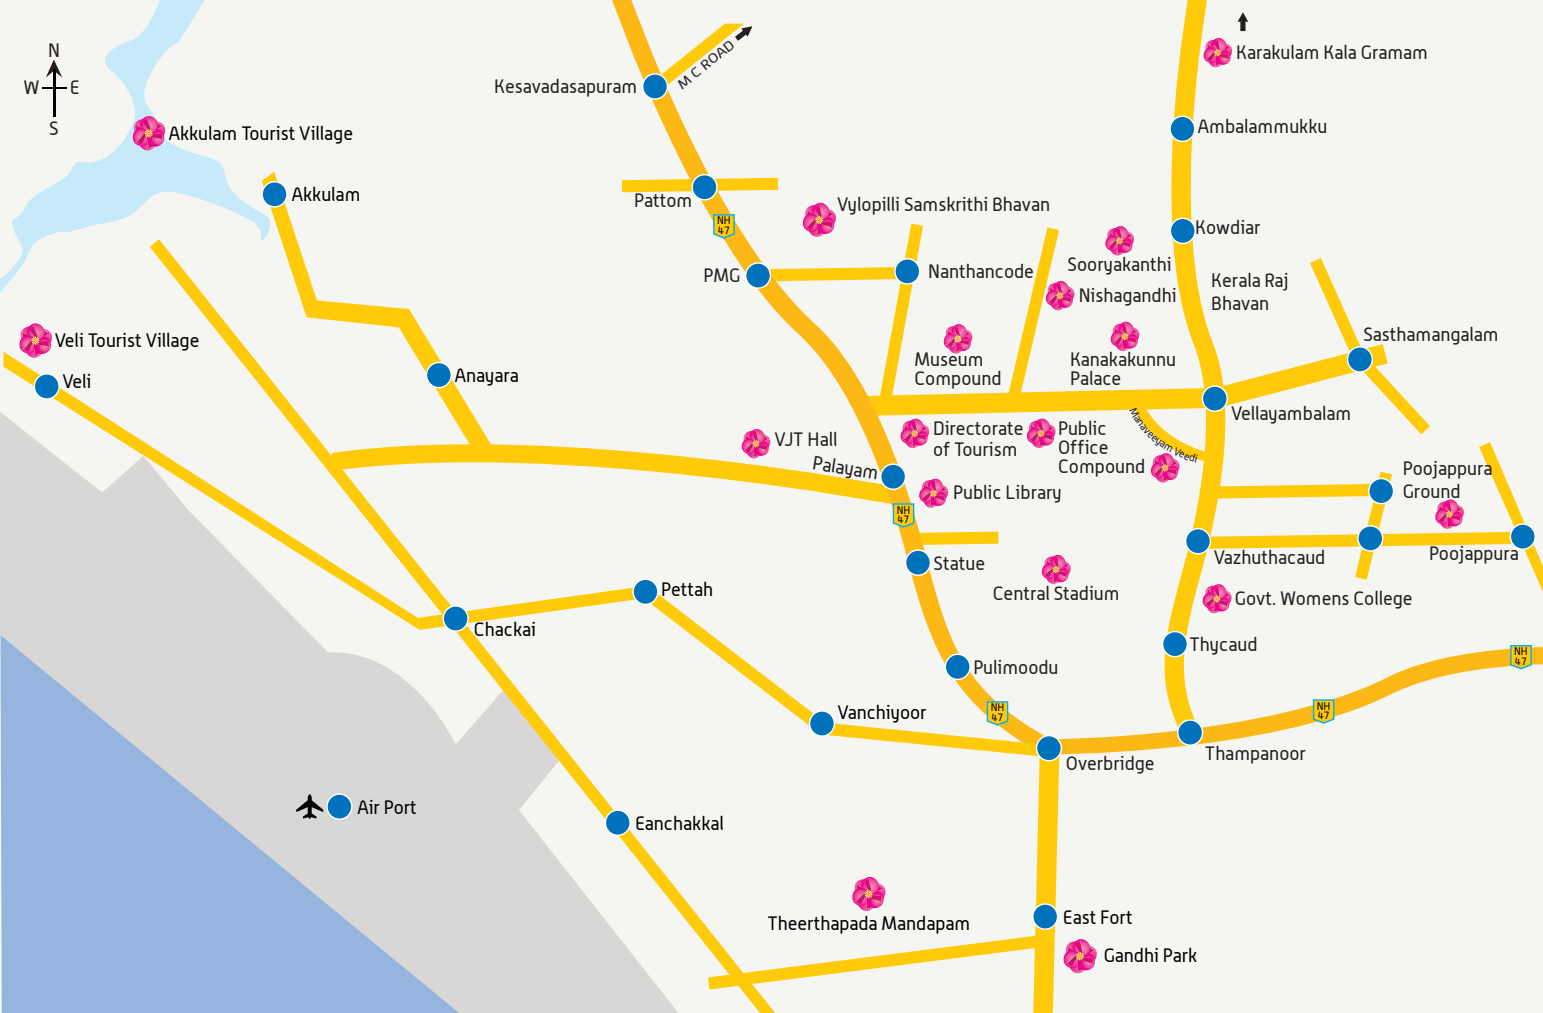 N
W E
S
M C ROAD
Karakulam Kala Gramam
Kesavadasapuram
Ambalammukku
Akkulam Tourist Village
Akkulam
Pattom
NH
47
Vylopilli Samskrithi Bhavan
Kowdiar
Sooryakanthi
PMG
Nanthancode
Nishagandhi
Kerala Raj
Bhavan
Veli Tourist Village
Veli
Anayara
Museum
Compound
Kanakakunnu
Palace
Sasthamangalam
Vellayambalam
Manaveeyam Veedi
VJT Hall
Directorate
of Tourism
Public
Office
Compound
Palayam
Public Library
NH
47
Poojappura
Ground
Statue
Central Stadium
Vazhuthacaud
Poojappura
Pettah
Chackai
Govt. Womens College
Thycaud
Pulimoodu
NH
47
Vanchiyoor
NH
47
NH
47
Overbridge
Thampanoor
Air Port
Eanchakkal
Theerthapada Mandapam
East Fort
Gandhi Park